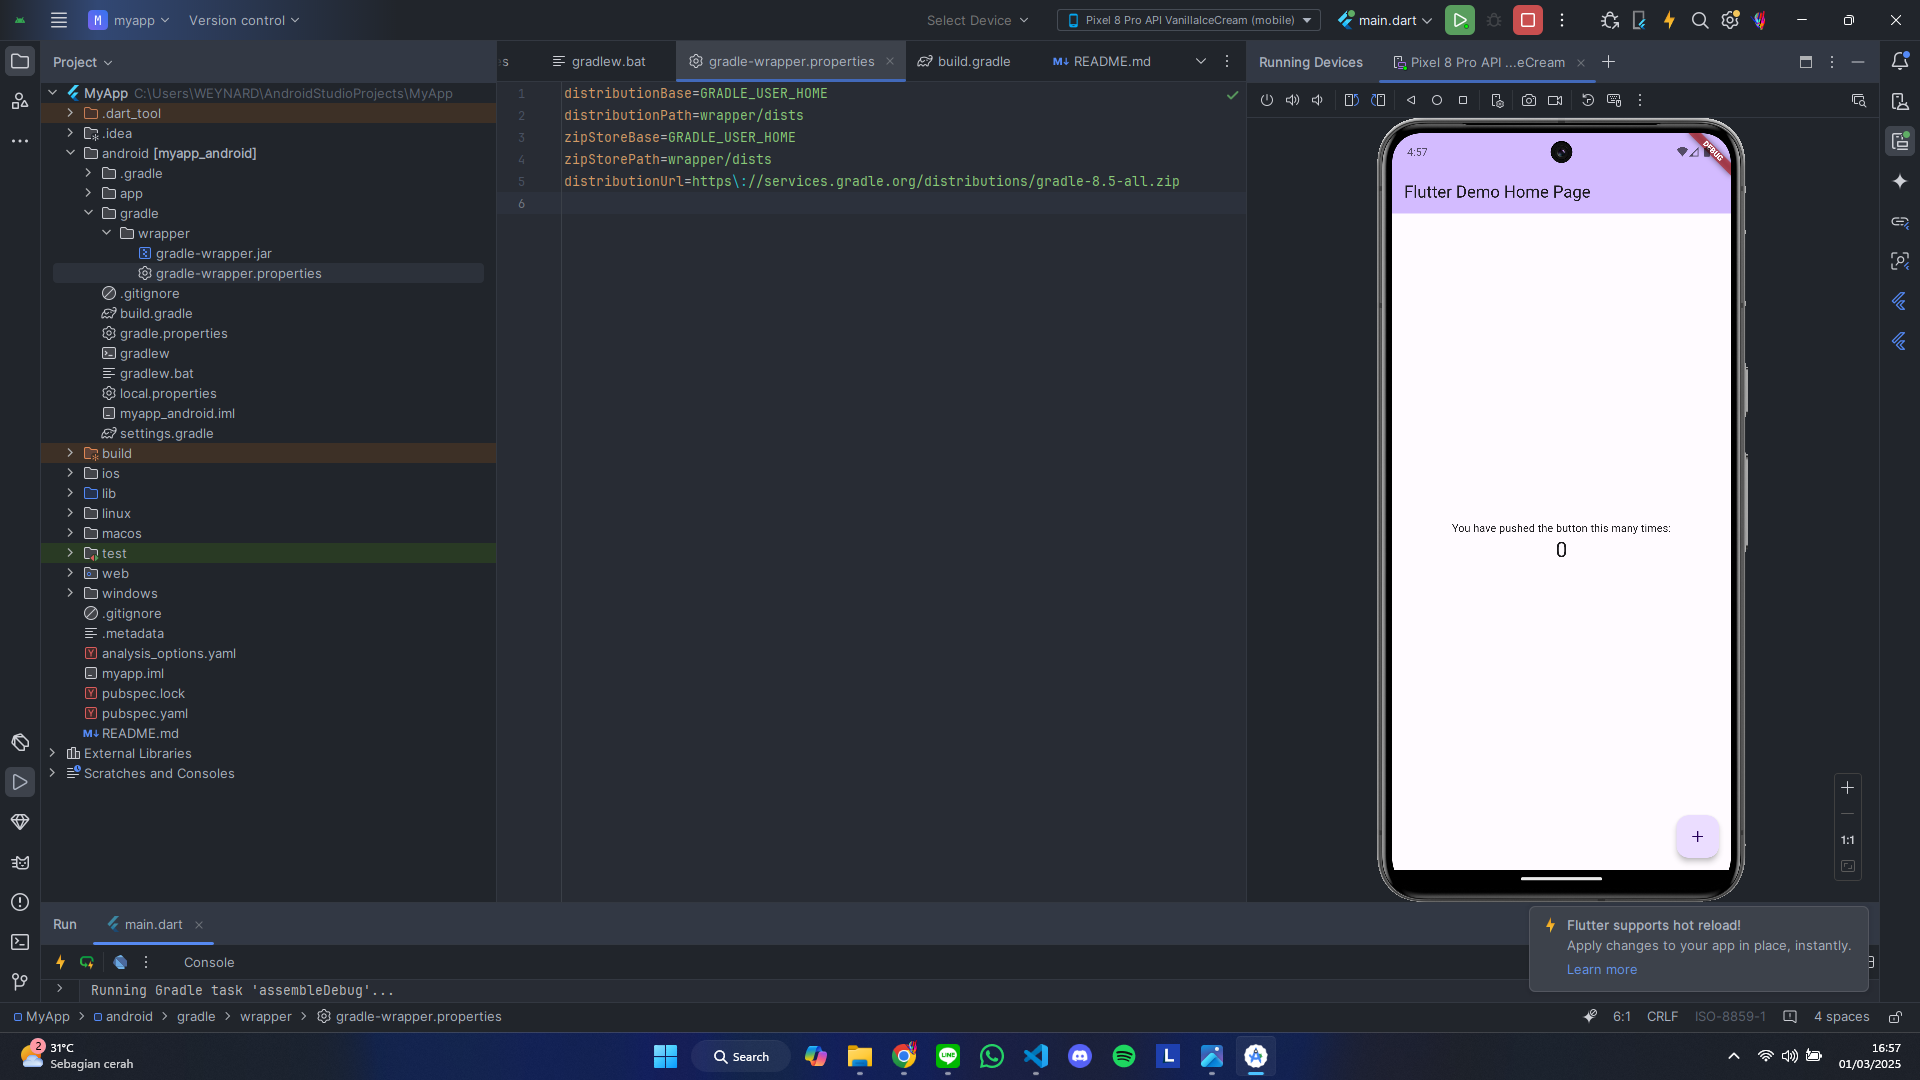 M myapp Version control Select Device Pixel 8 Pro API VanillaIceCream (mobile) main.dart
Project
s gradlew.bat gradle-wrapper.properties build.gradle README.md
Running Devices Pixel 8 Pro API ...eCream
MyApp C:\Users\WEYNARD\AndroidStudioProjects\MyApp
.dart_tool
.idea
android [myapp_android]
.gradle
app
gradle
wrapper
gradle-wrapper.jar
gradle-wrapper.properties
.gitignore
build.gradle
gradle.properties
gradlew
gradlew.bat
local.properties
myapp_android.iml
settings.gradle
build
ios
lib
linux
macos
test
web
windows
.gitignore
.metadata
analysis_options.yaml
myapp.iml
pubspec.lock
pubspec.yaml
README.md
External Libraries
Scratches and Consoles
1 distributionBase=GRADLE_USER_HOME
2 distributionPath=wrapper/dists
3 zipStoreBase=GRADLE_USER_HOME
4 zipStorePath=wrapper/dists
5 distributionUrl=https\://services.gradle.org/distributions/gradle-8.5-all.zip
6
4:57
DEBUG
Flutter Demo Home Page
You have pushed the button this many times:
0
+
1:1
Run main.dart
Console
Running Gradle task 'assembleDebug'...
Flutter supports hot reload!
Apply changes to your app in place, instantly.
Learn more
MyApp > android > gradle > wrapper > gradle-wrapper.properties
6:1 CRLF ISO-8859-1 4 spaces
2
31°C
Sebagian cerah
Search
LINE
L
16:57
01/03/2025